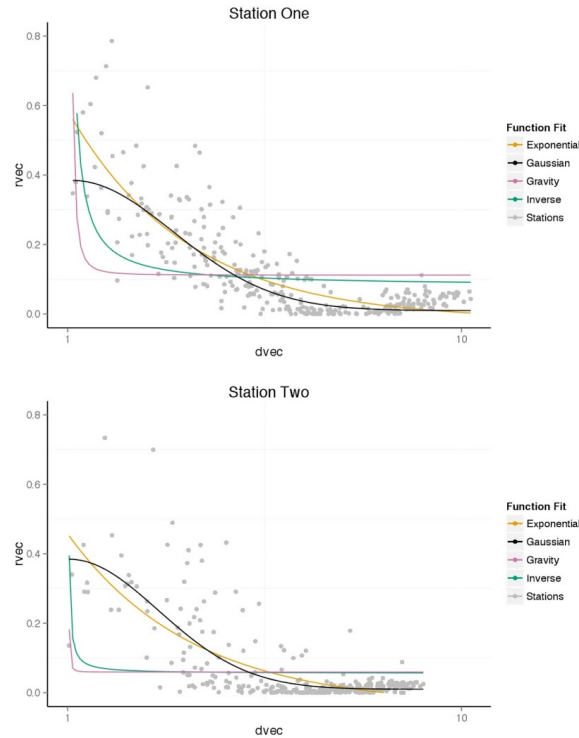 Station One
0.8
0.6
0.4
0.2
0.0
rvec
1
10
dvec
Function Fit
Exponential
Gaussian
Gravity
Inverse
Stations
Station Two
0.8
0.6
0.4
0.2
0.0
rvec
1
10
dvec
Function Fit
Exponential
Gaussian
Gravity
Inverse
Stations